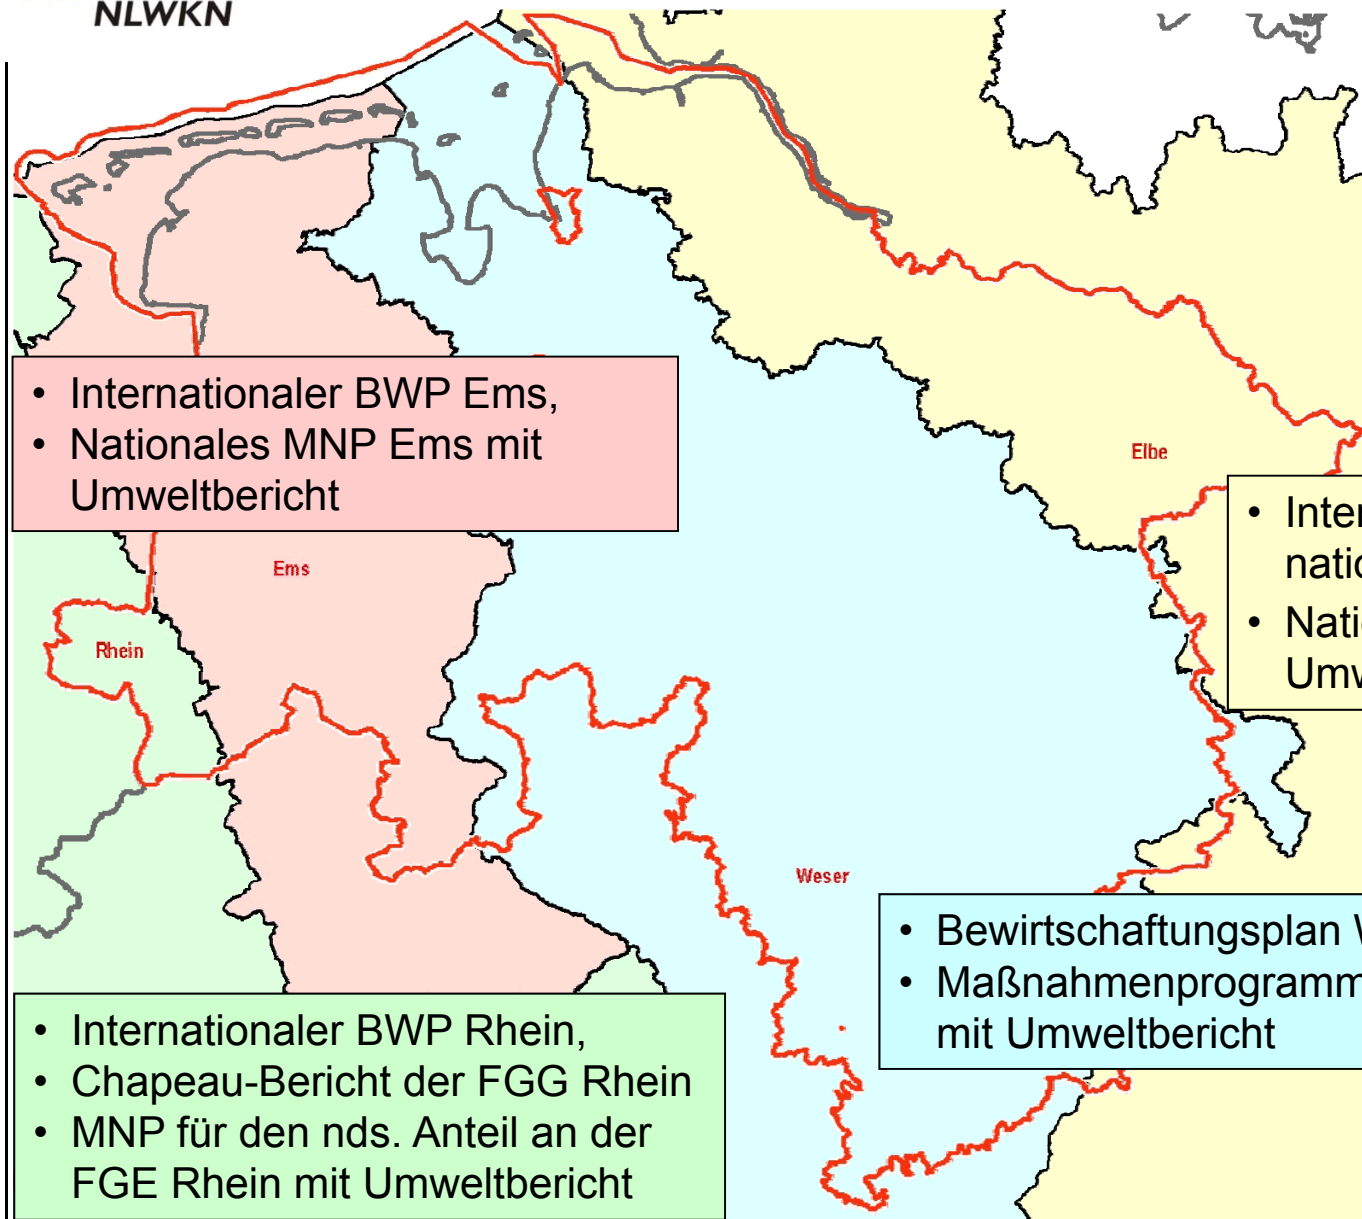 NLWKN
• Internationaler BWP Ems,
• Nationales MNP Ems mit
Umweltbericht
Elbe
Ems
Rhein
Weser
• Bewirtschaftungsplan
• Maßnahmenprogramm
mit Umweltbericht
• Internationaler BWP Rhein,
• Chapeau-Bericht der FGG Rhein
• MNP für den nds. Anteil an der
FGE Rhein mit Umweltbericht